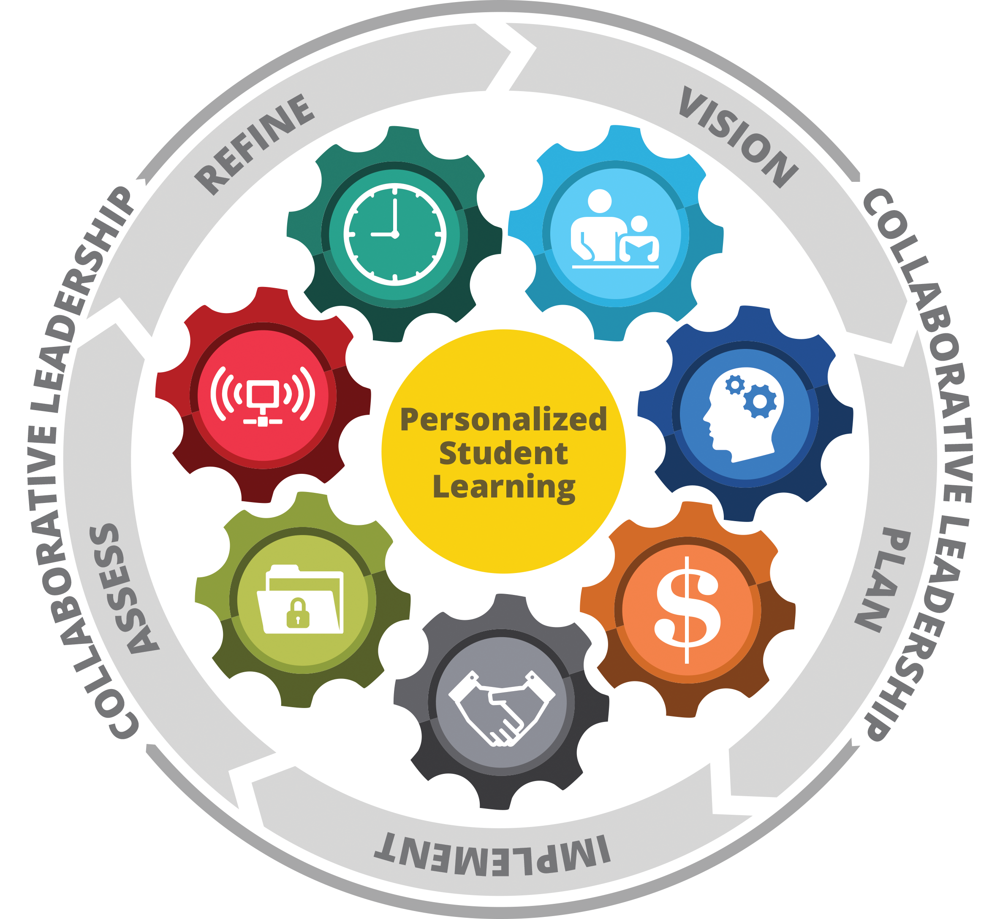 COLLABORATIVE LEADERSHIP
COLLABORATIVE LEADERSHIP
REFINE
VISION
PLAN
IMPLEMENT
ASSESS
Personalized
Student
Learning